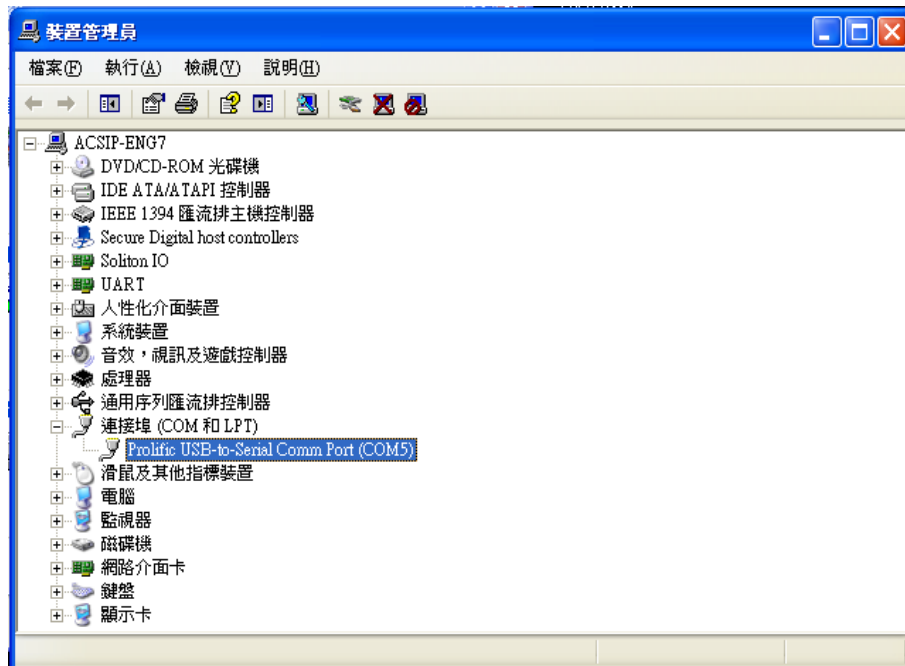 裝置管理員
檔案(F) 執行(A) 檢視(V) 說明(H)
ACSIP-ENG7
DVD/CD-ROM 光碟機
IDE ATA/ATAPI 控制器
IEEE 1394 匯流排主機控制器
Secure Digital host controllers
Soliton IO
UART
人性化介面裝置
系統裝置
音效，視訊及遊戲控制器
處理器
通用序列匯流排控制器
連接埠 (COM 和 LPT)
Prolific USB-to-Serial Comm Port (COM5)
滑鼠及其他指標裝置
電腦
監視器
磁碟機
網路介面卡
鍵盤
顯示卡